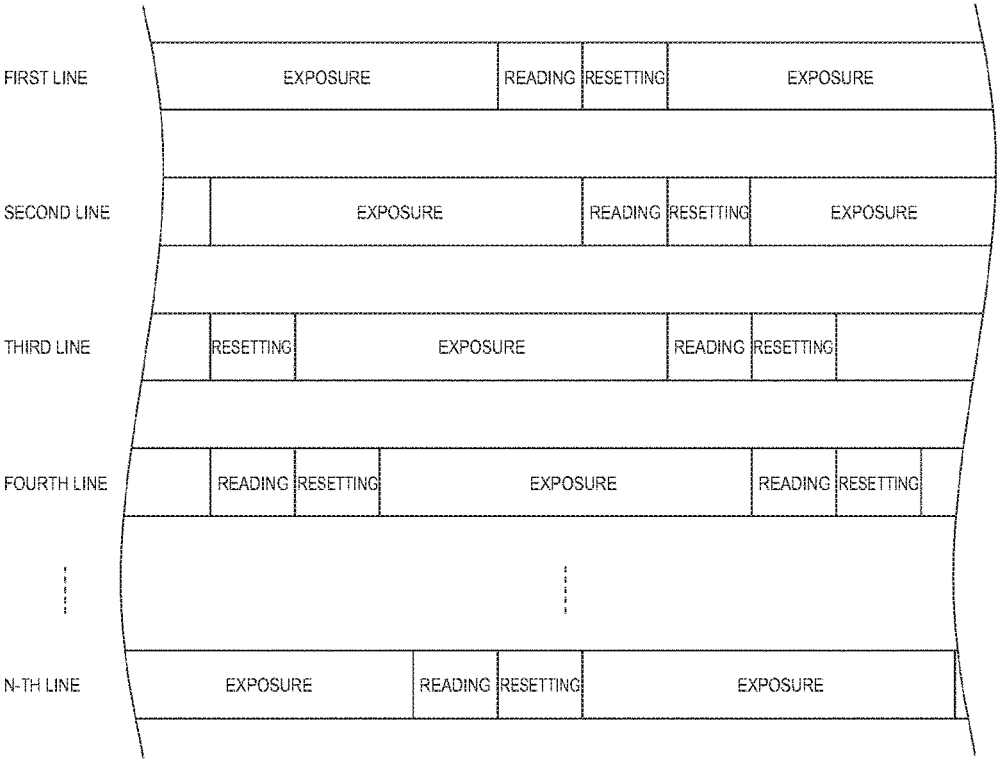 FIRST LINE EXPOSURE READING RESETTING EXPOSURE
SECOND LINE EXPOSURE READING RESETTING EXPOSURE
THIRD LINE RESETTING EXPOSURE READING RESETTING
FOURTH LINE READING RESETTING EXPOSURE READING RESETTING
N-TH LINE EXPOSURE READING RESETTING EXPOSURE